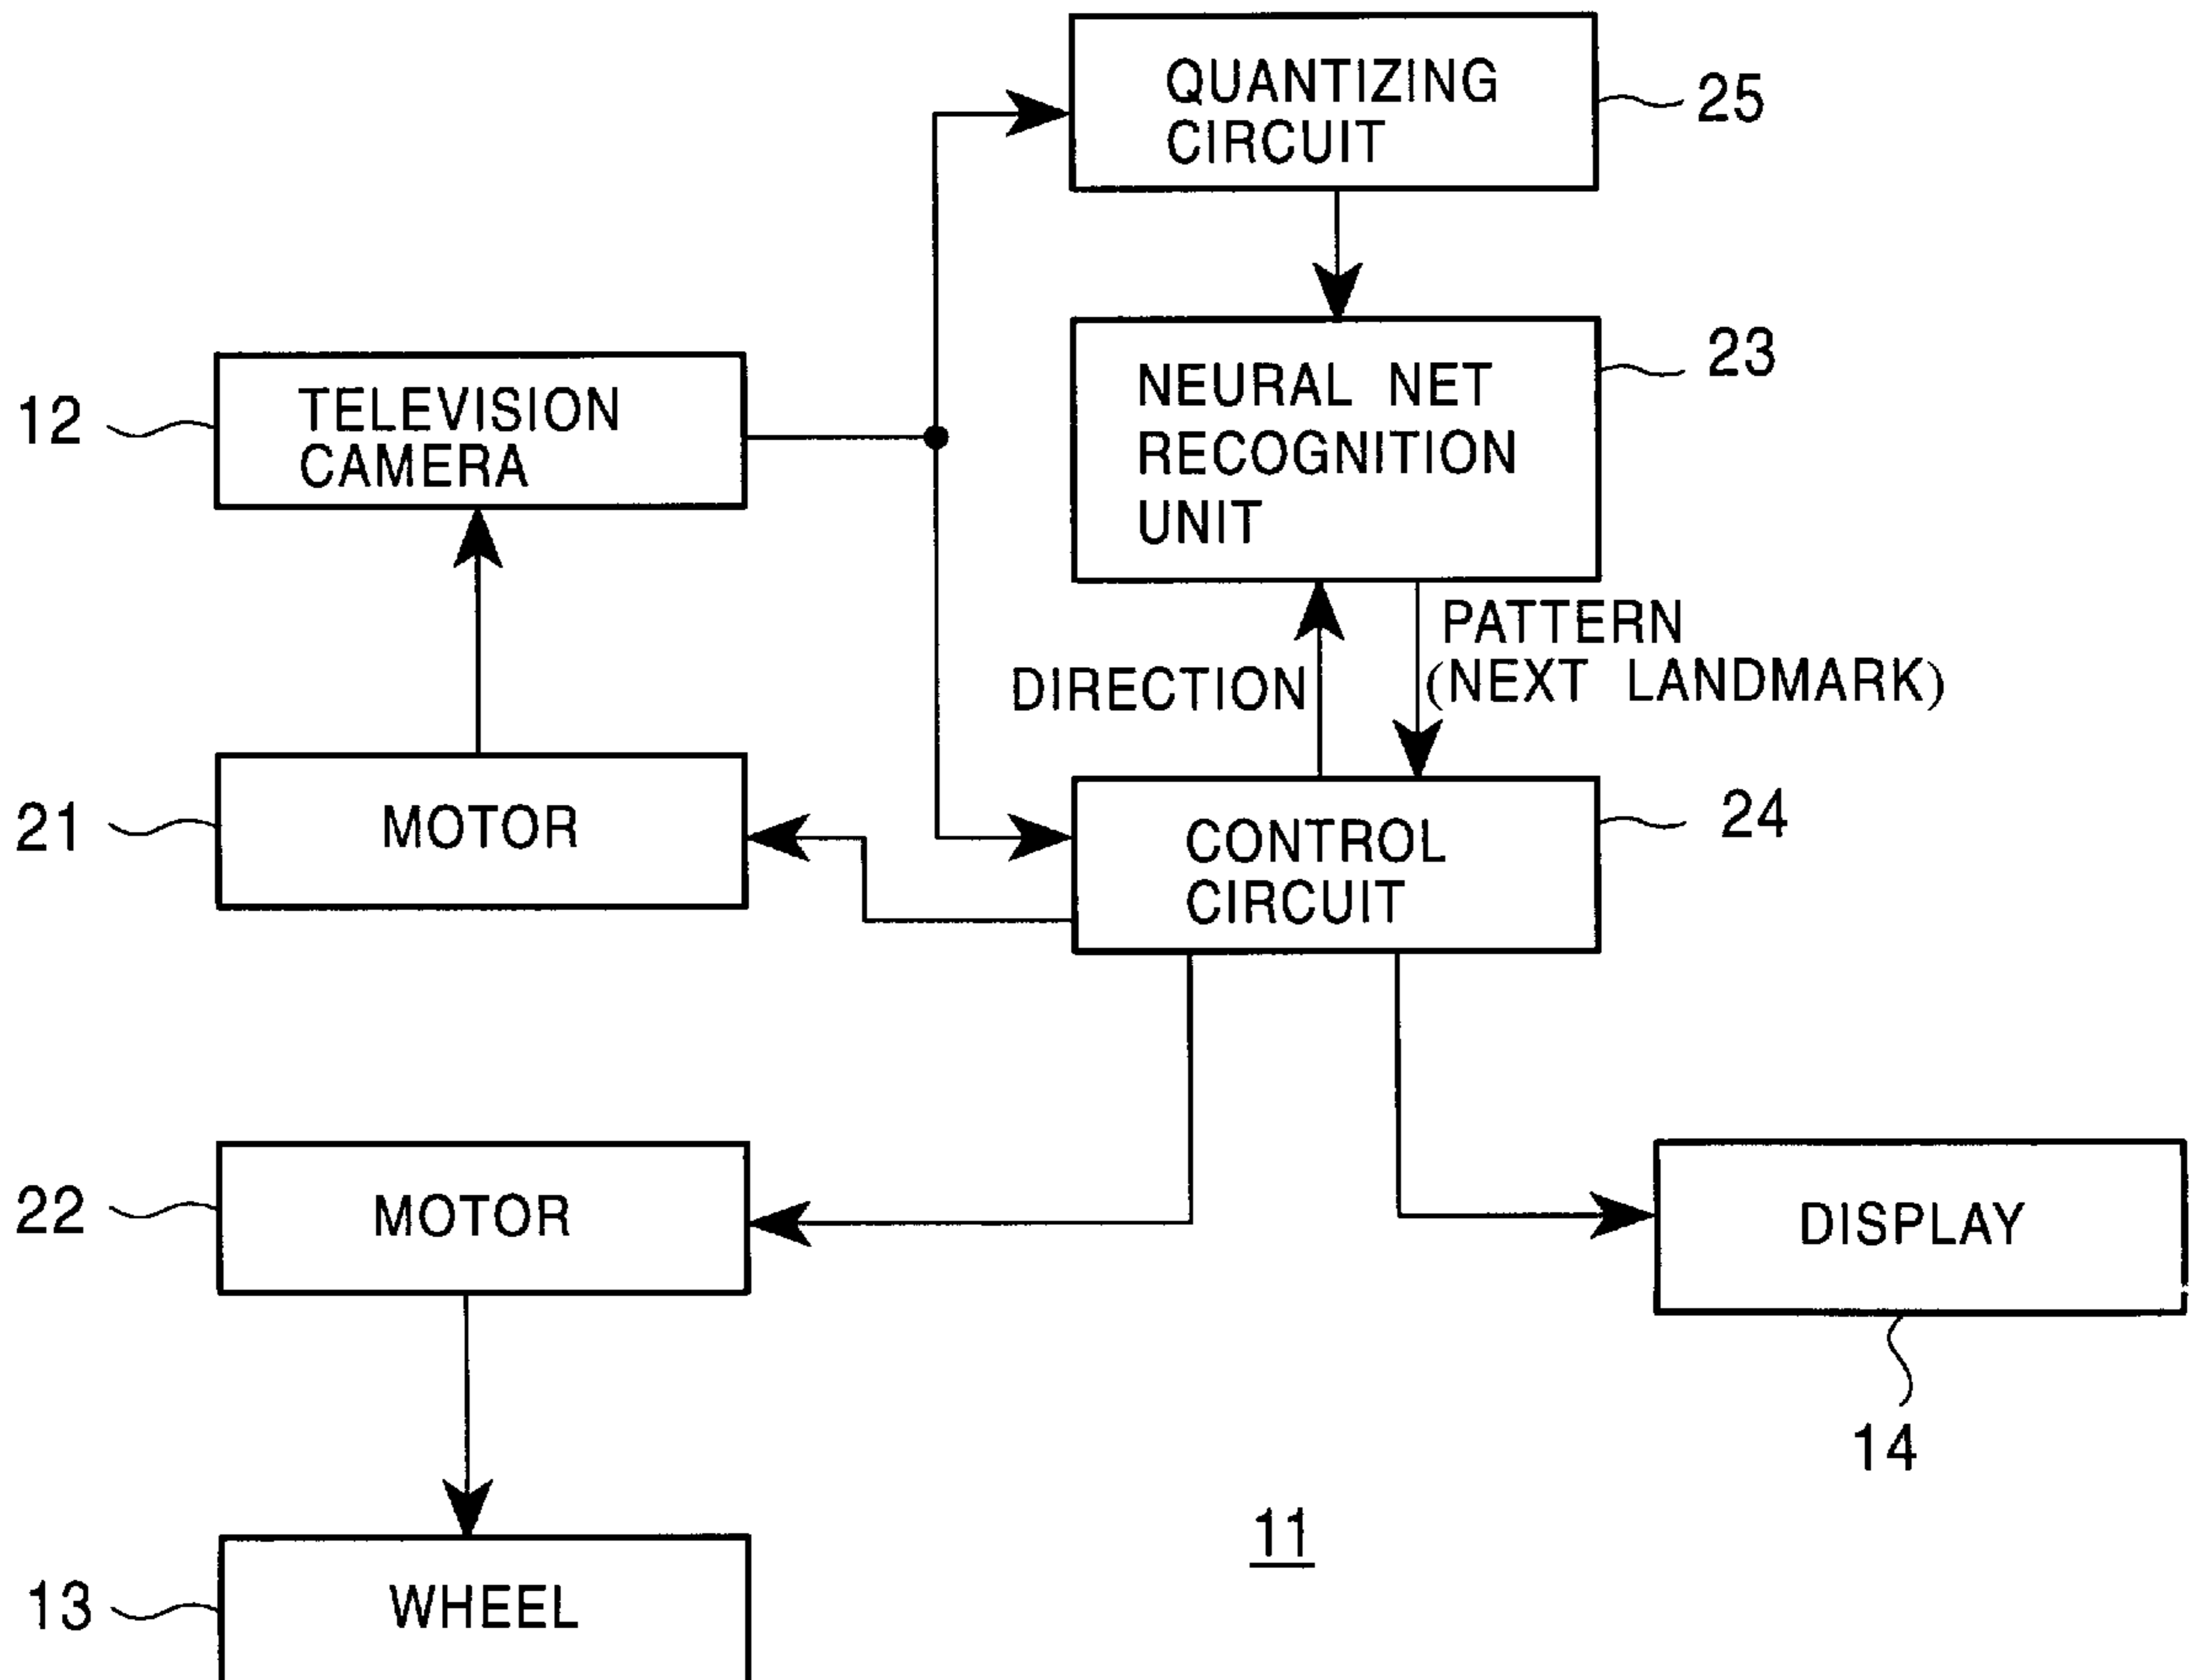 QUANTIZING
CIRCUIT
25
12
TELEVISION
CAMERA
NEURAL NET
RECOGNITION
UNIT
23
DIRECTION
PATTERN
(NEXT LANDMARK)
21
MOTOR
CONTROL
CIRCUIT
24
22
MOTOR
DISPLAY
14
11
13
WHEEL